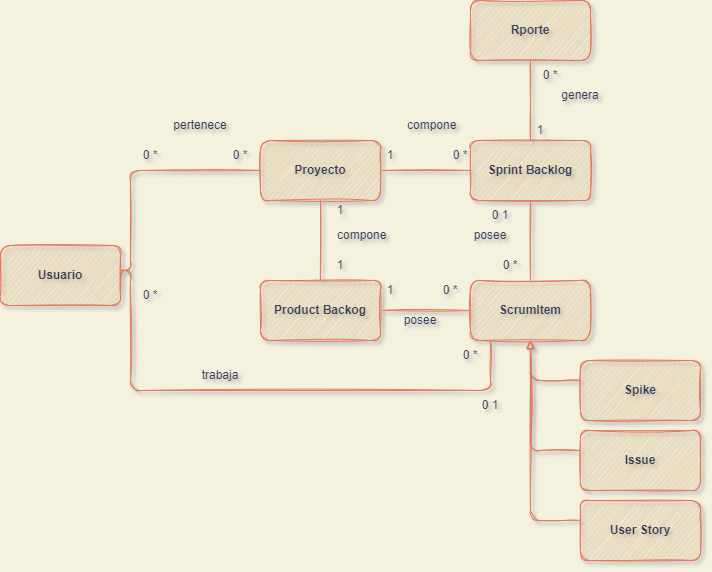 Rporte
0 *
genera
pertenece
compone
1
0 *
0 *
1
0 *
Proyecto
Sprint Backlog
1
0 1
compone
posee
1
0 *
Usuario
0 *
1
0 *
Product Backog
ScrumItem
posee
0 *
trabaja
0 1
Spike
Issue
User Story